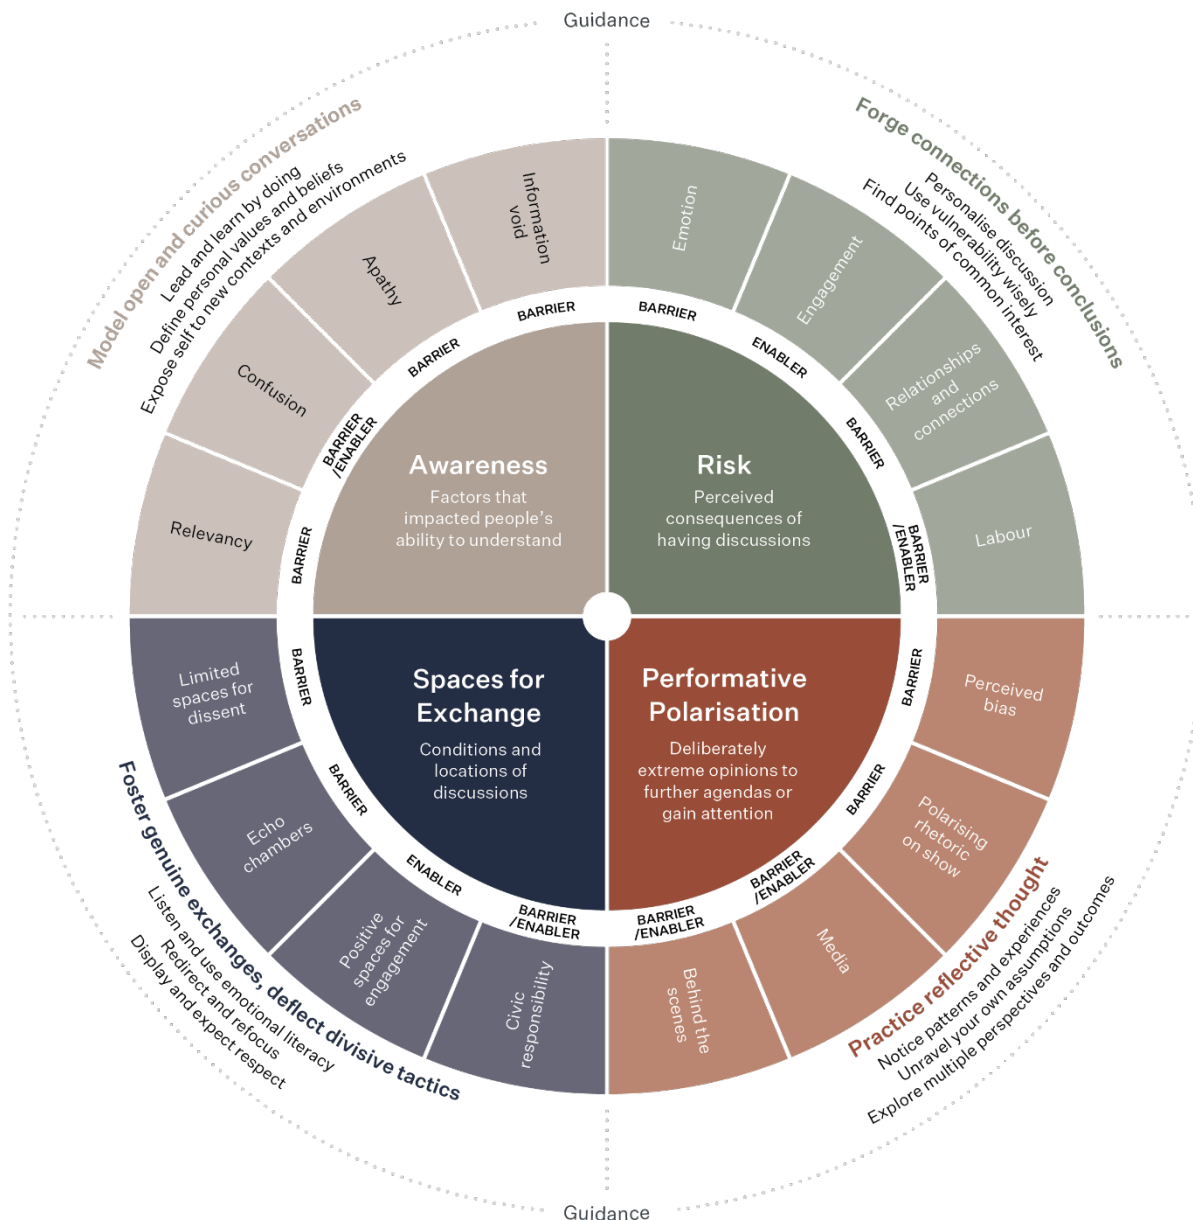 Guidance
Model open and curious conversations
Lead and learn by doing
Define personal values and beliefs
Expose self to new contexts and environments
Forge connections before conclusions
Personalise discussion
Use vulnerability wisely
Find points of common interest
Information
void
Apathy
Confusion
Relevancy
Emotion
Engagement
Relationships
and
connections
Labour
BARRIER
BARRIER
BARRIER
/ENABLER
BARRIER
BARRIER
ENABLER
BARRIER
BARRIER
/ENABLER
Awareness
Factors that
impacted people’s
ability to understand
Risk
Perceived
consequences of
having discussions
Spaces for
Exchange
Conditions and
locations of
discussions
Performative
Polarisation
Deliberately
extreme opinions to
further agendas or
gain attention
BARRIER
BARRIER
ENABLER
BARRIER
/ENABLER
BARRIER
BARRIER
BARRIER
/ENABLER
BARRIER
/ENABLER
Limited
spaces for
dissent
Echo
chambers
Positive
spaces for
engagement
Civic
responsibility
Perceived
bias
Polarising
rhetoric
on show
Media
Behind the
scenes
Foster genuine exchanges, deflect divisive tactics
Listen and use emotional literacy
Redirect and refocus
Display and expect respect
Practice reflective thought
Notice patterns and experiences
Unravel your own assumptions
Explore multiple perspectives and outcomes
Guidance